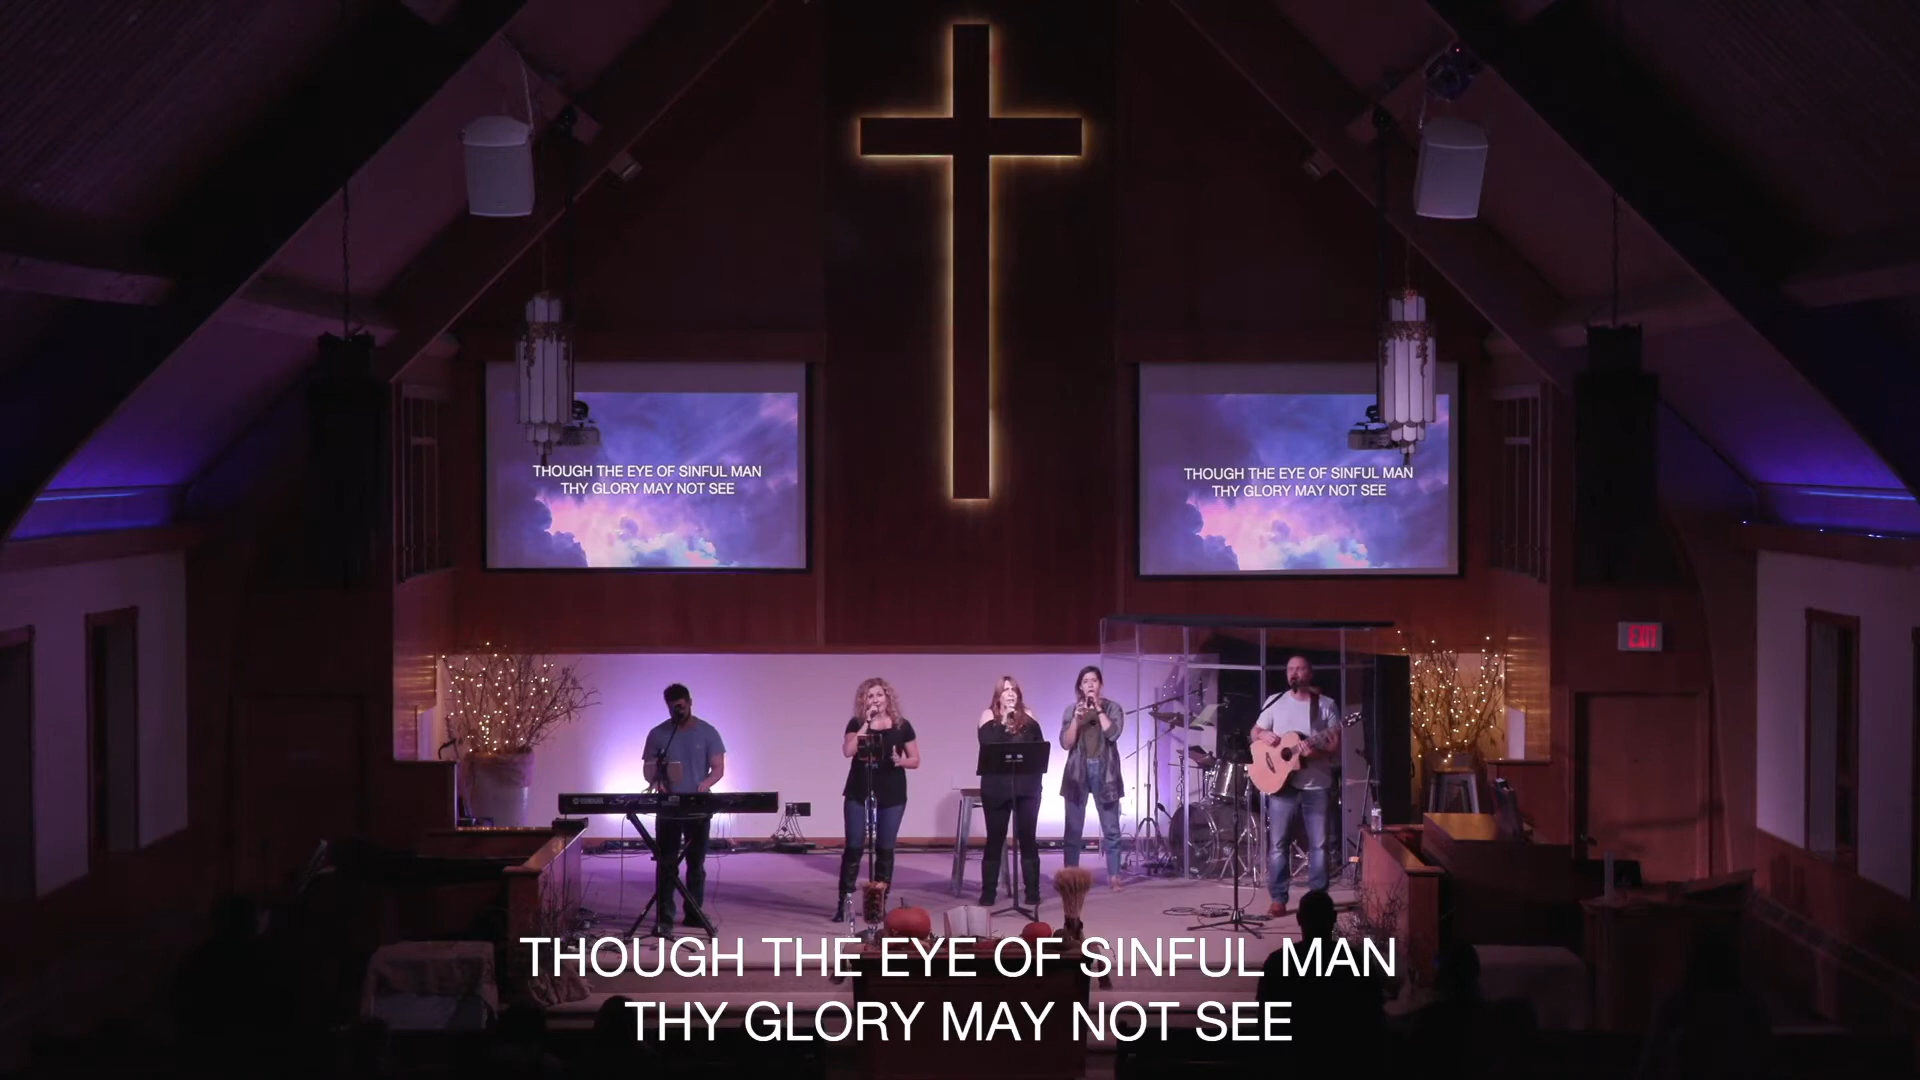 THOUGH THE EYE OF SINFUL MAN
THY GLORY MAY NOT SEE
THOUGH THE EYE OF SINFUL MAN
THY GLORY MAY NOT SEE
EXIT
THOUGH THE EYE OF SINFUL MAN
THY GLORY MAY NOT SEE